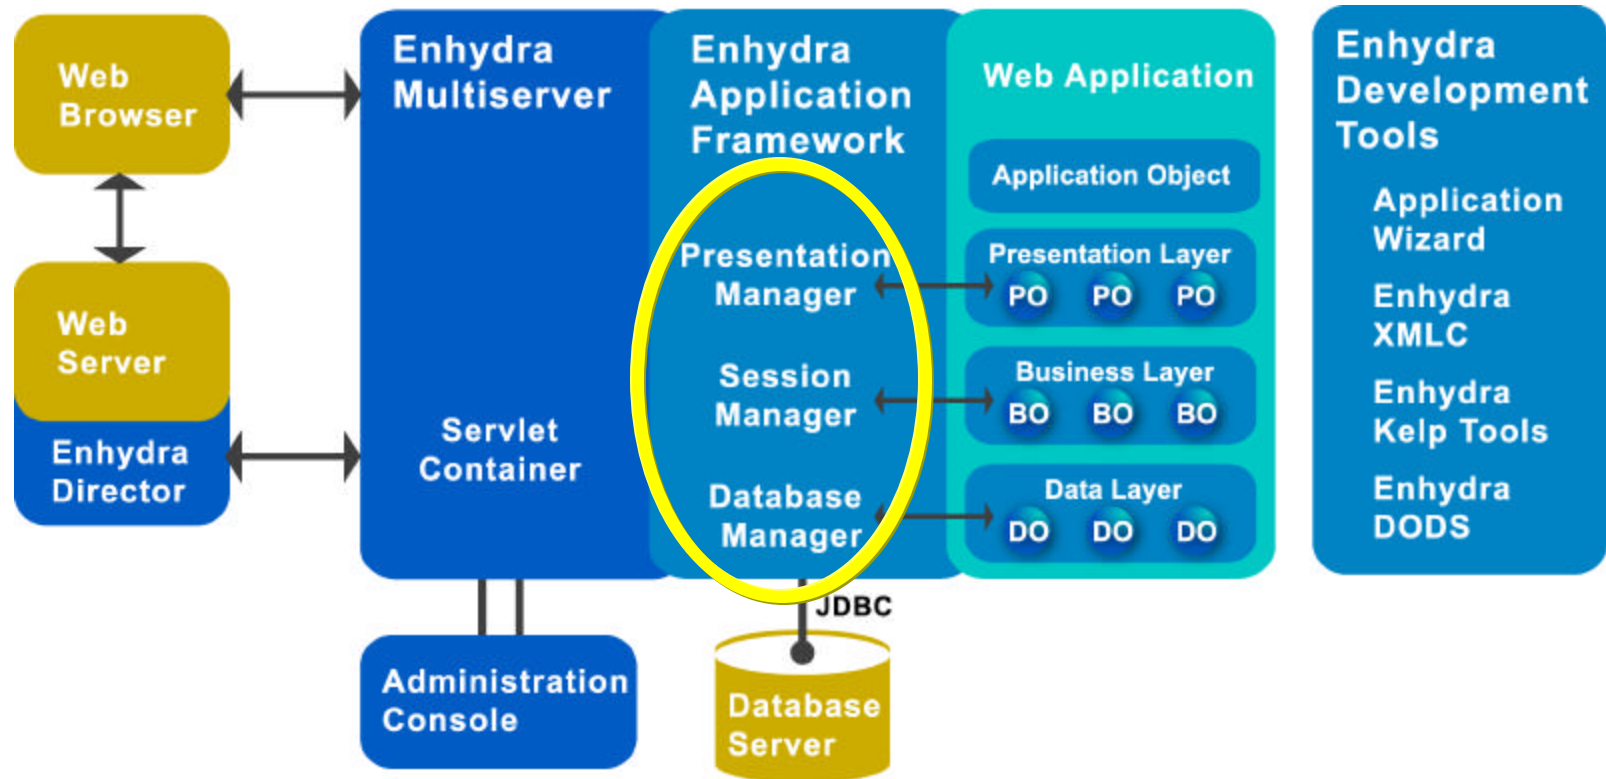 Web
Browser
Web
Server
Enhydra
Director
Enhydra
Multiserver
Servlet
Container
Administration
Console
Enhydra
Application
Framework
Presentation
Manager
Session
Manager
Database
Manager
JDBC
Database
Server
Web Application
Application Object
Presentation Layer
PO PO PO
Business Layer
BO BO BO
Data Layer
DO DO DO
Enhydra
Development
Tools
Application
Wizard
Enhydra
XMLC
Enhydra
Kelp Tools
Enhydra
DODS